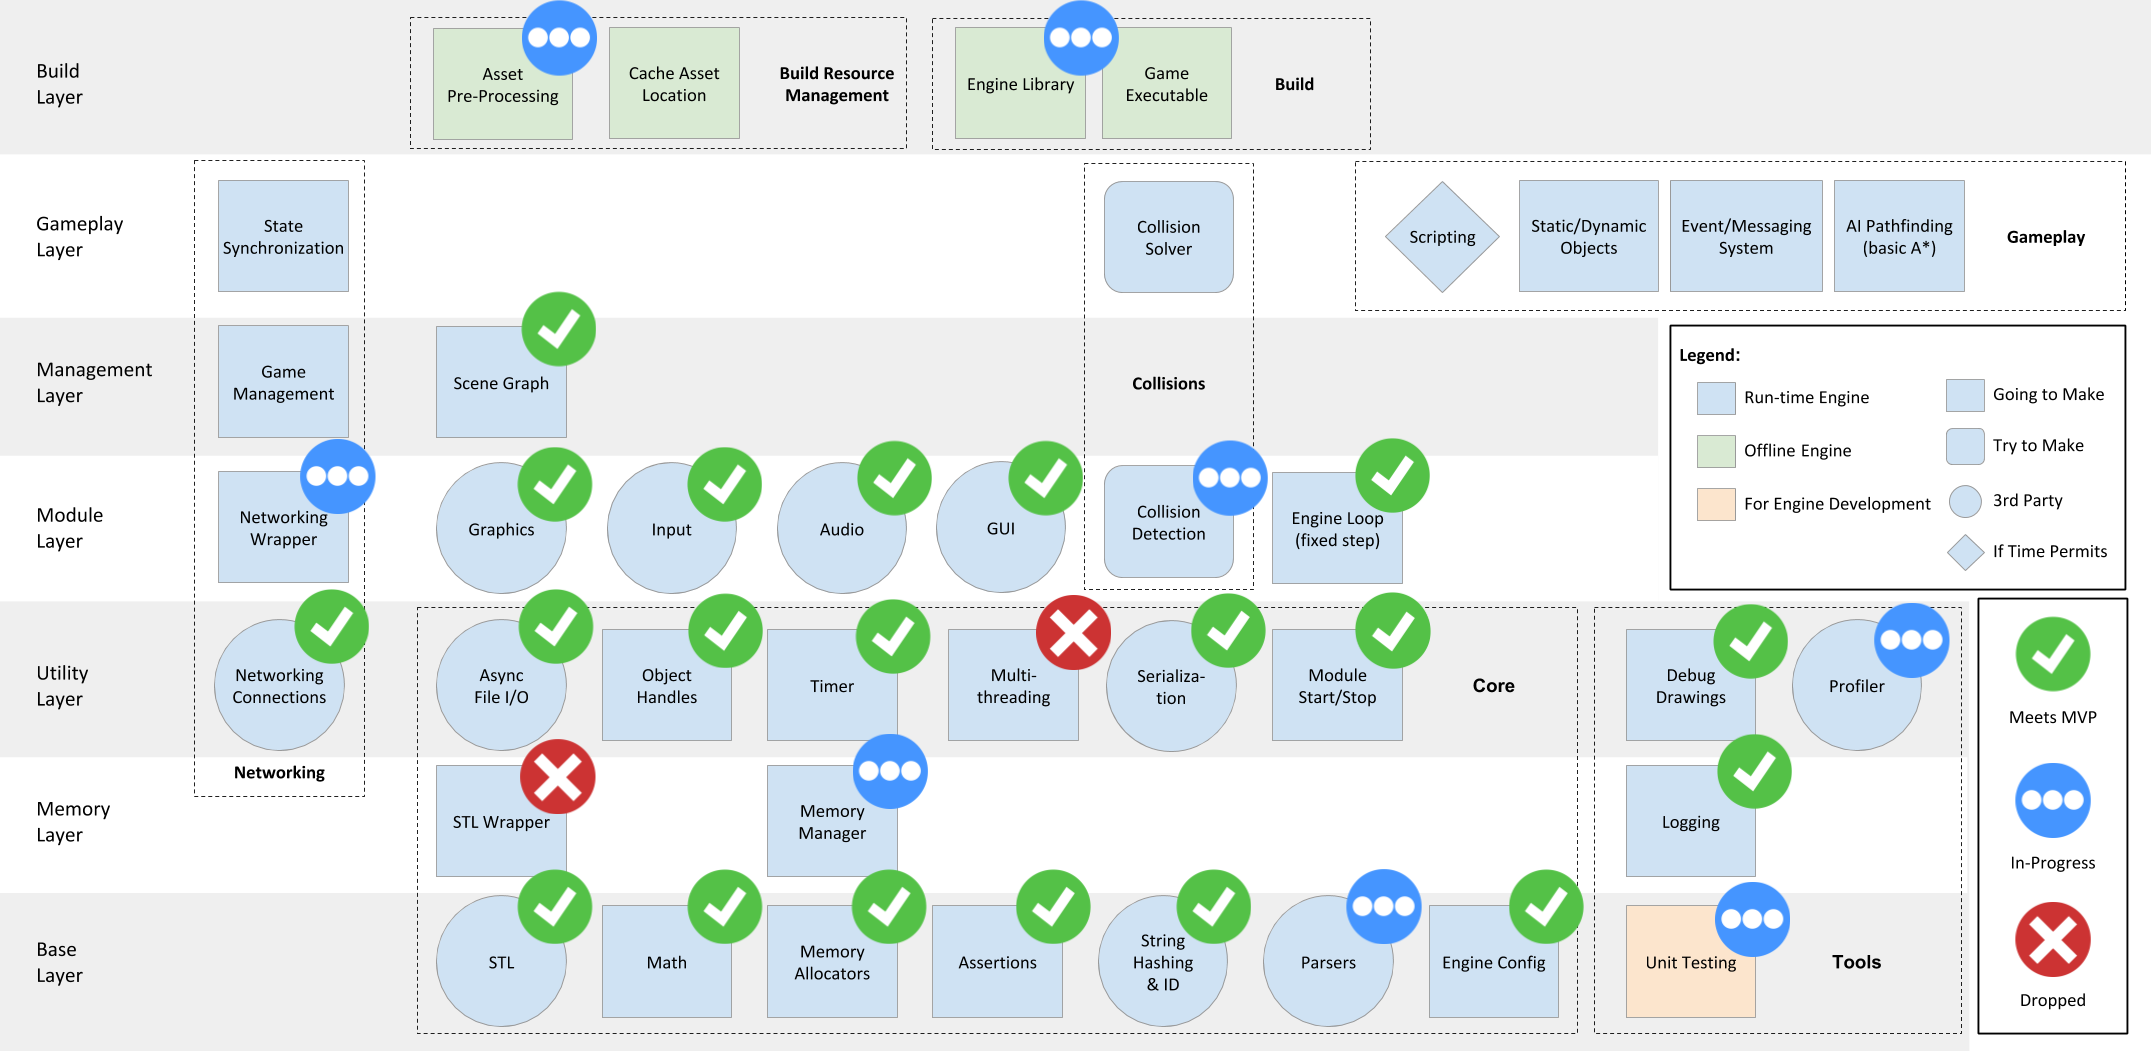 Build
Layer
Asset
Pre-Processing
Cache Asset
Location
Build Resource
Management
Engine Library
Game
Executable
Build
Gameplay
Layer
State
Synchronization
Collision
Solver
Scripting
Static/Dynamic
Objects
Event/Messaging
System
AI Pathfinding
(basic A*)
Gameplay
Management
Layer
Game
Management
Scene Graph
Collisions
Legend:
Run-time Engine
Going to Make
Offline Engine
Try to Make
For Engine Development
3rd Party
If Time Permits
Module
Layer
Networking
Wrapper
Graphics
Input
Audio
GUI
Collision
Detection
Engine Loop
(fixed step)
Utility
Layer
Networking
Connections
Async
File I/O
Object
Handles
Timer
Multi-
threading
Serializa-
tion
Module
Start/Stop
Core
Debug
Drawings
Profiler
Meets MVP
Networking
Memory
Layer
STL Wrapper
Memory
Manager
Logging
In-Progress
Base
Layer
STL
Math
Memory
Allocators
Assertions
String
Hashing
& ID
Parsers
Engine Config
Unit Testing
Tools
Dropped